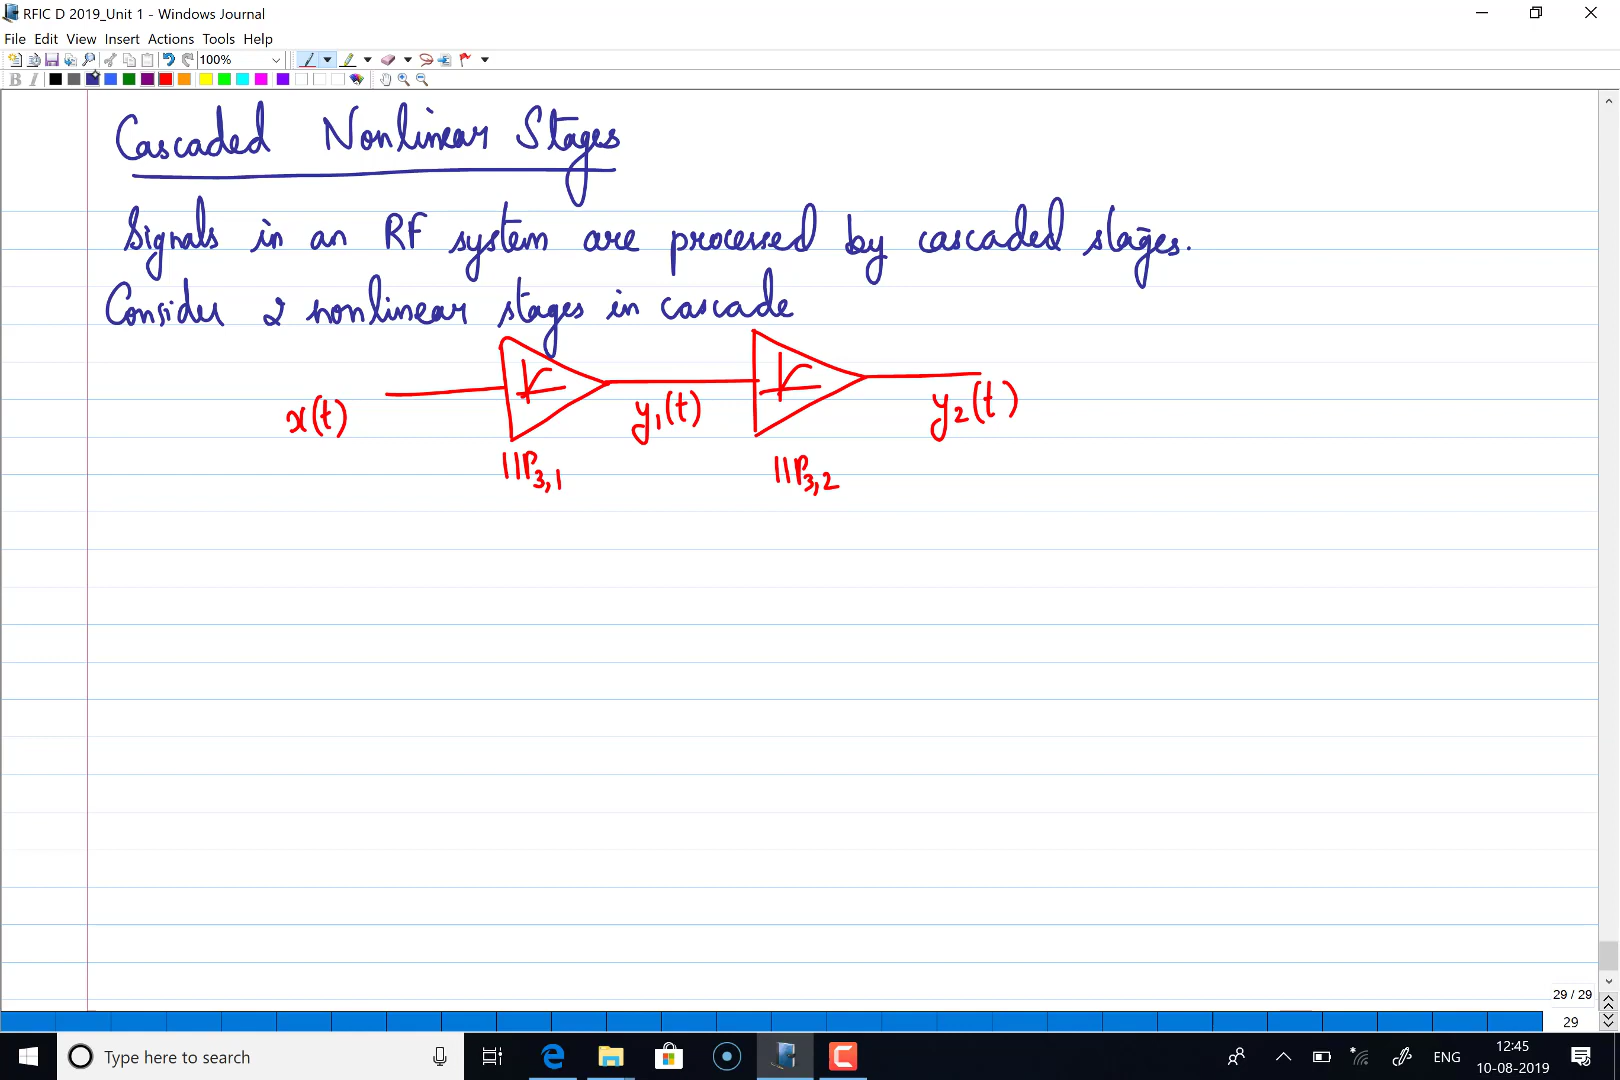 RFIC D 2019_Unit 1 - Windows Journal
File Edit View Insert Actions Tools Help
100%
B I
Cascaded Nonlinear Stages
Signals in an RF system are processed by cascaded stages.
Consider 2 nonlinear stages in cascade
x(t) y₁(t) y₂(t)
IIP₃,₁ IIP₃,₂
29 / 29
29
Type here to search
ENG
12:45
10-08-2019